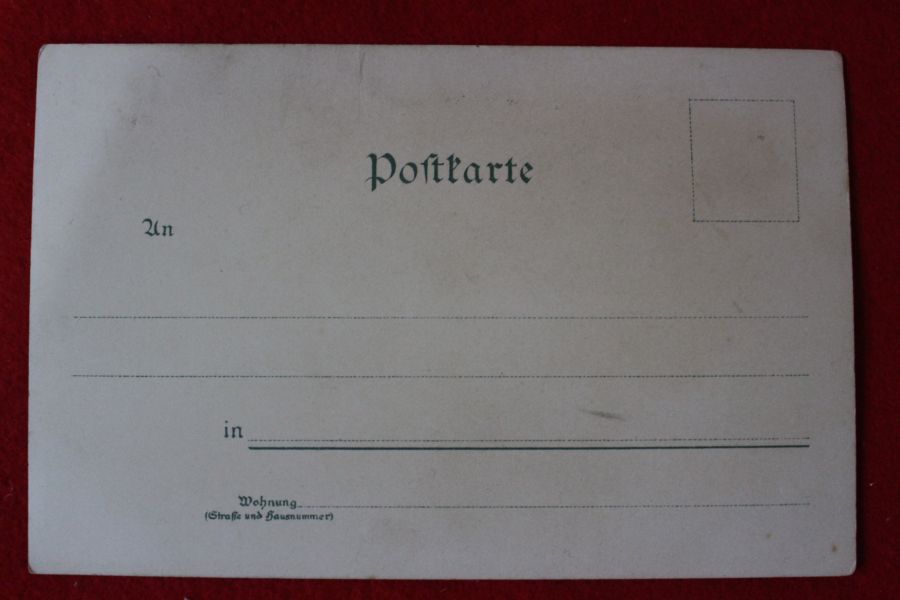 Poſtkarte
An
in
Wohnung
(Straſſe und Hausnummer)